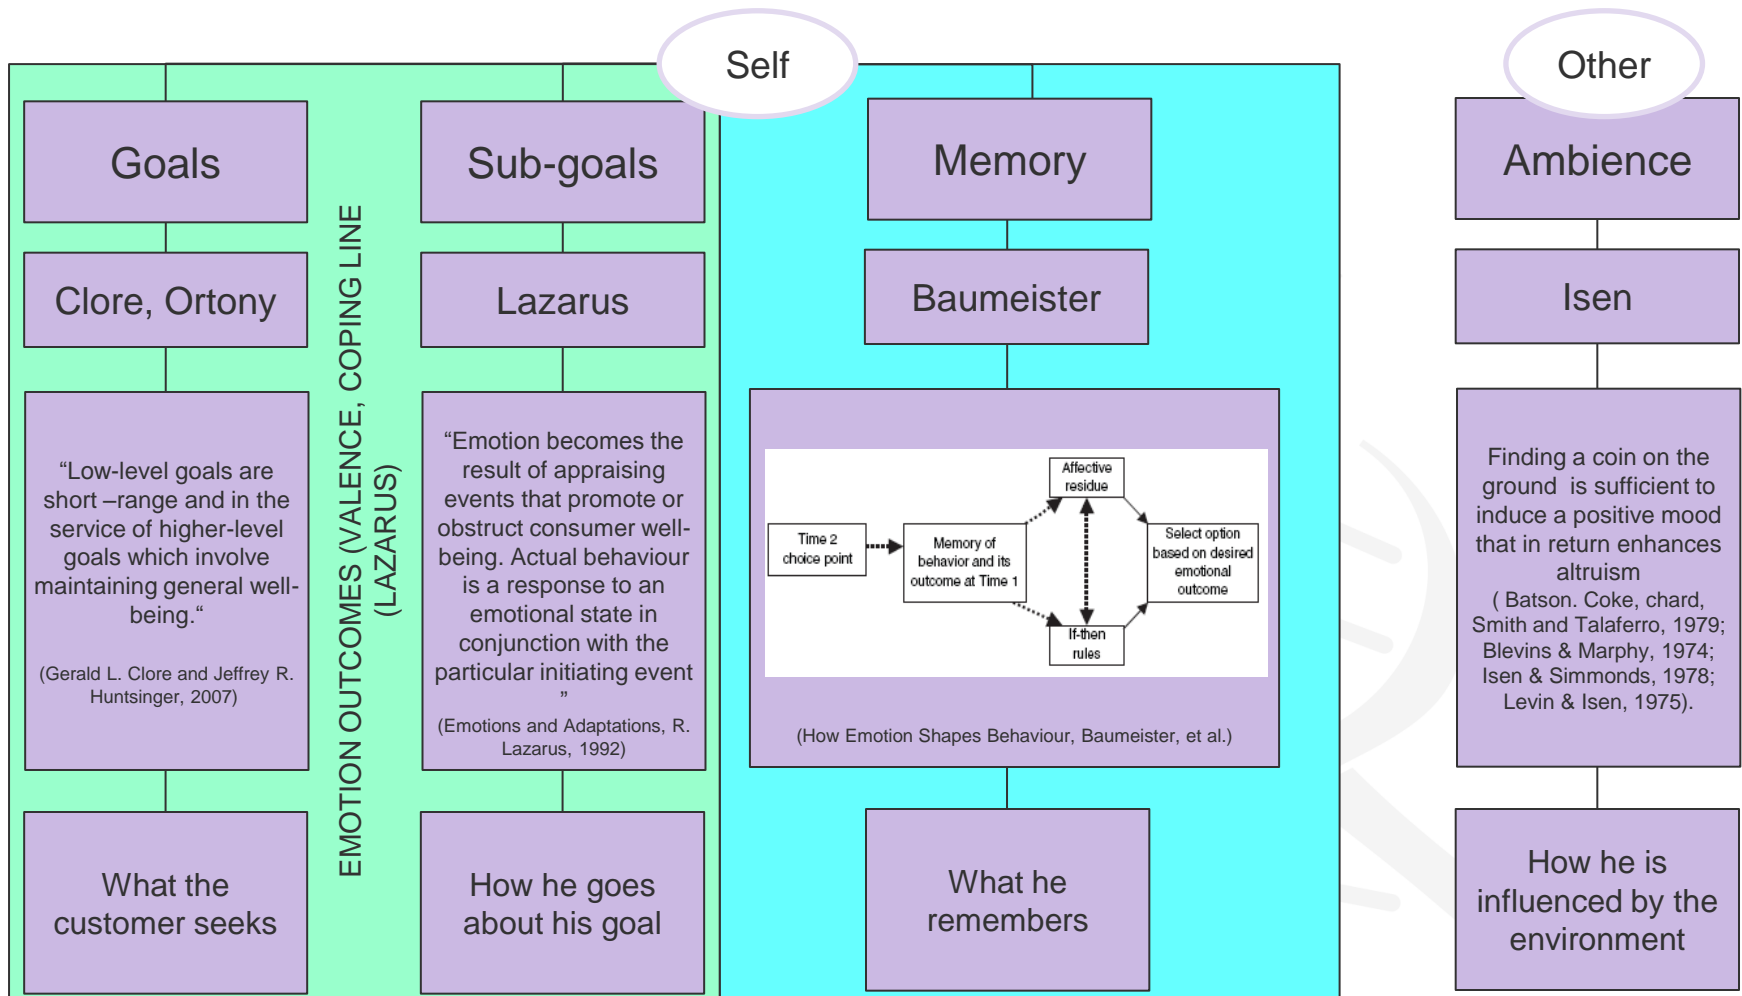 Self
Other
Goals
Sub-goals
Memory
Ambience
Clore, Ortony
Lazarus
Baumeister
Isen
EMOTION OUTCOMES (VALENCE, COPING LINE
(LAZARUS)
“Low-level goals are
short –range and in the
service of higher-level
goals which involve
maintaining general well-
being.“
(Gerald L. Clore and Jeffrey R.
Huntsinger, 2007)
“Emotion becomes the
result of appraising
events that promote or
obstruct consumer well-
being. Actual behaviour
is a response to an
emotional state in
conjunction with the
particular initiating event
”
(Emotions and Adaptations, R.
Lazarus, 1992)
Time 2
choice point
Memory of
behavior and its
outcome at Time 1
Affective
residue
If-then
rules
Select option
based on desired
emotional
outcome
(How Emotion Shapes Behaviour, Baumeister, et al.)
Finding a coin on the
ground is sufficient to
induce a positive mood
that in return enhances
altruism
( Batson. Coke, chard,
Smith and Talaferro, 1979;
Blevins & Marphy, 1974;
Isen & Simmonds, 1978;
Levin & Isen, 1975).
What the
customer seeks
How he goes
about his goal
What he
remembers
How he is
influenced by the
environment